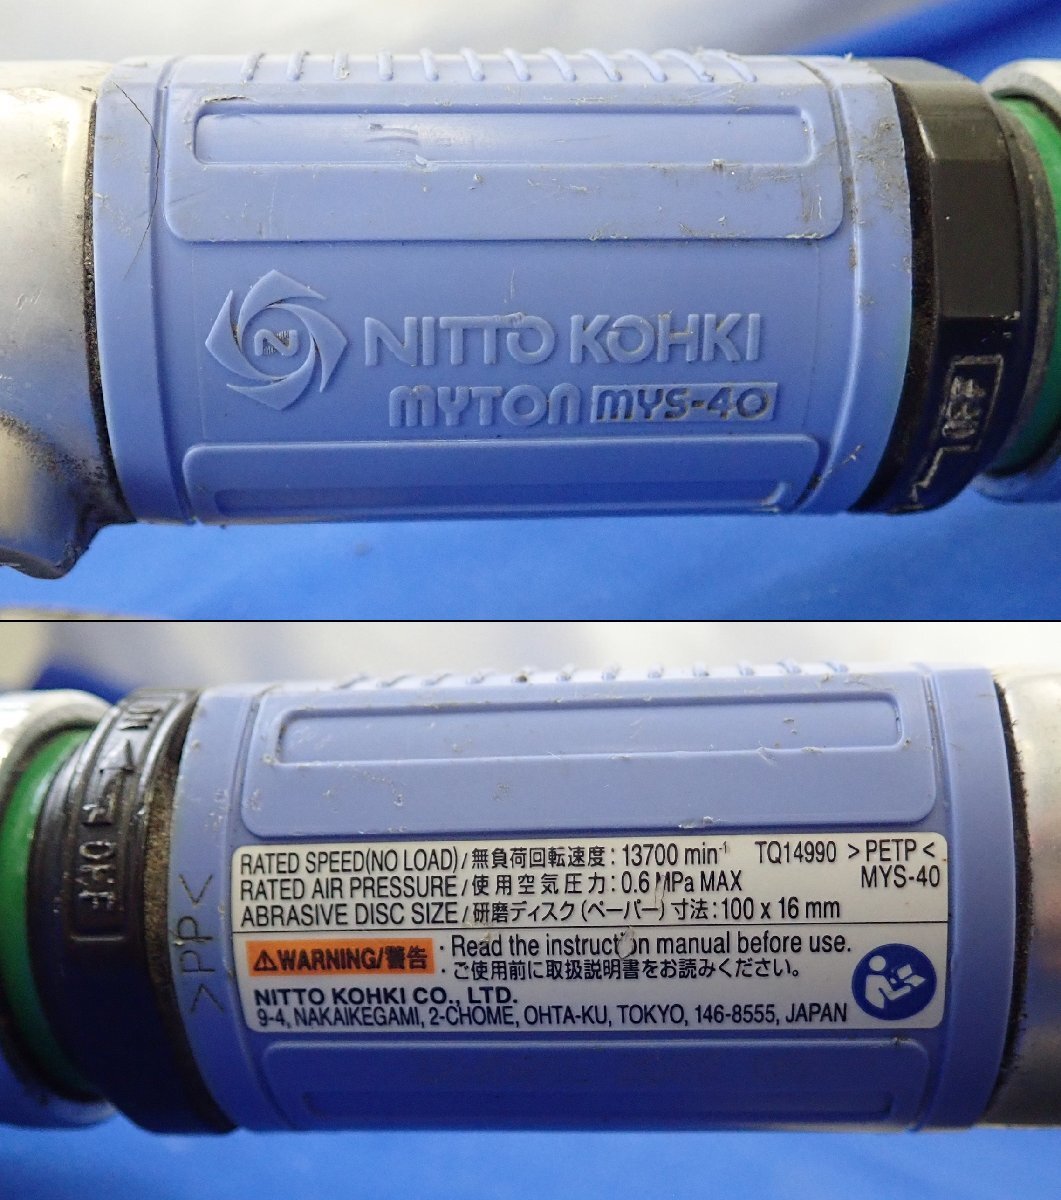 N
NITTO KOHKI
MYTON MYS-40
OFF
ON
OFF
>PP<
RATED SPEED(NO LOAD)/無負荷回転速度:13700 min-1 TQ14990 >PETP<
RATED AIR PRESSURE/使用空気圧力:0.6 MPa MAX MYS-40
ABRASIVE DISC SIZE/研磨ディスク(ペーパー)寸法:100 x 16 mm
⚠WARNING/警告 ・Read the instruction manual before use.
・ご使用前に取扱説明書をお読みください。
NITTO KOHKI CO., LTD.
9-4, NAKAIKEGAMI, 2-CHOME, OHTA-KU, TOKYO, 146-8555, JAPAN